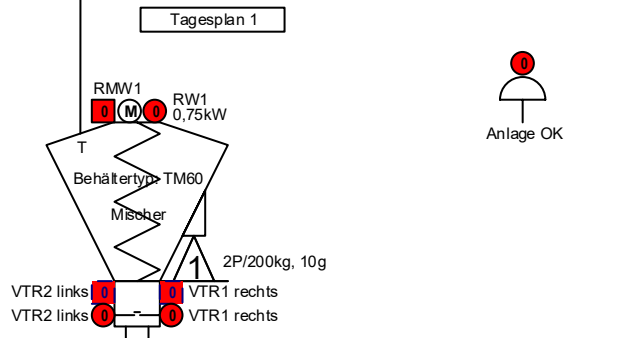 Tagesplan 1
0
RMW1
0 M 0
RW1
0,75kW
Anlage OK
T
Behältertyp: TM60
Mischer
1
2P/200kg, 10g
VTR2 links 0 0 VTR1 rechts
VTR2 links 0 0 VTR1 rechts